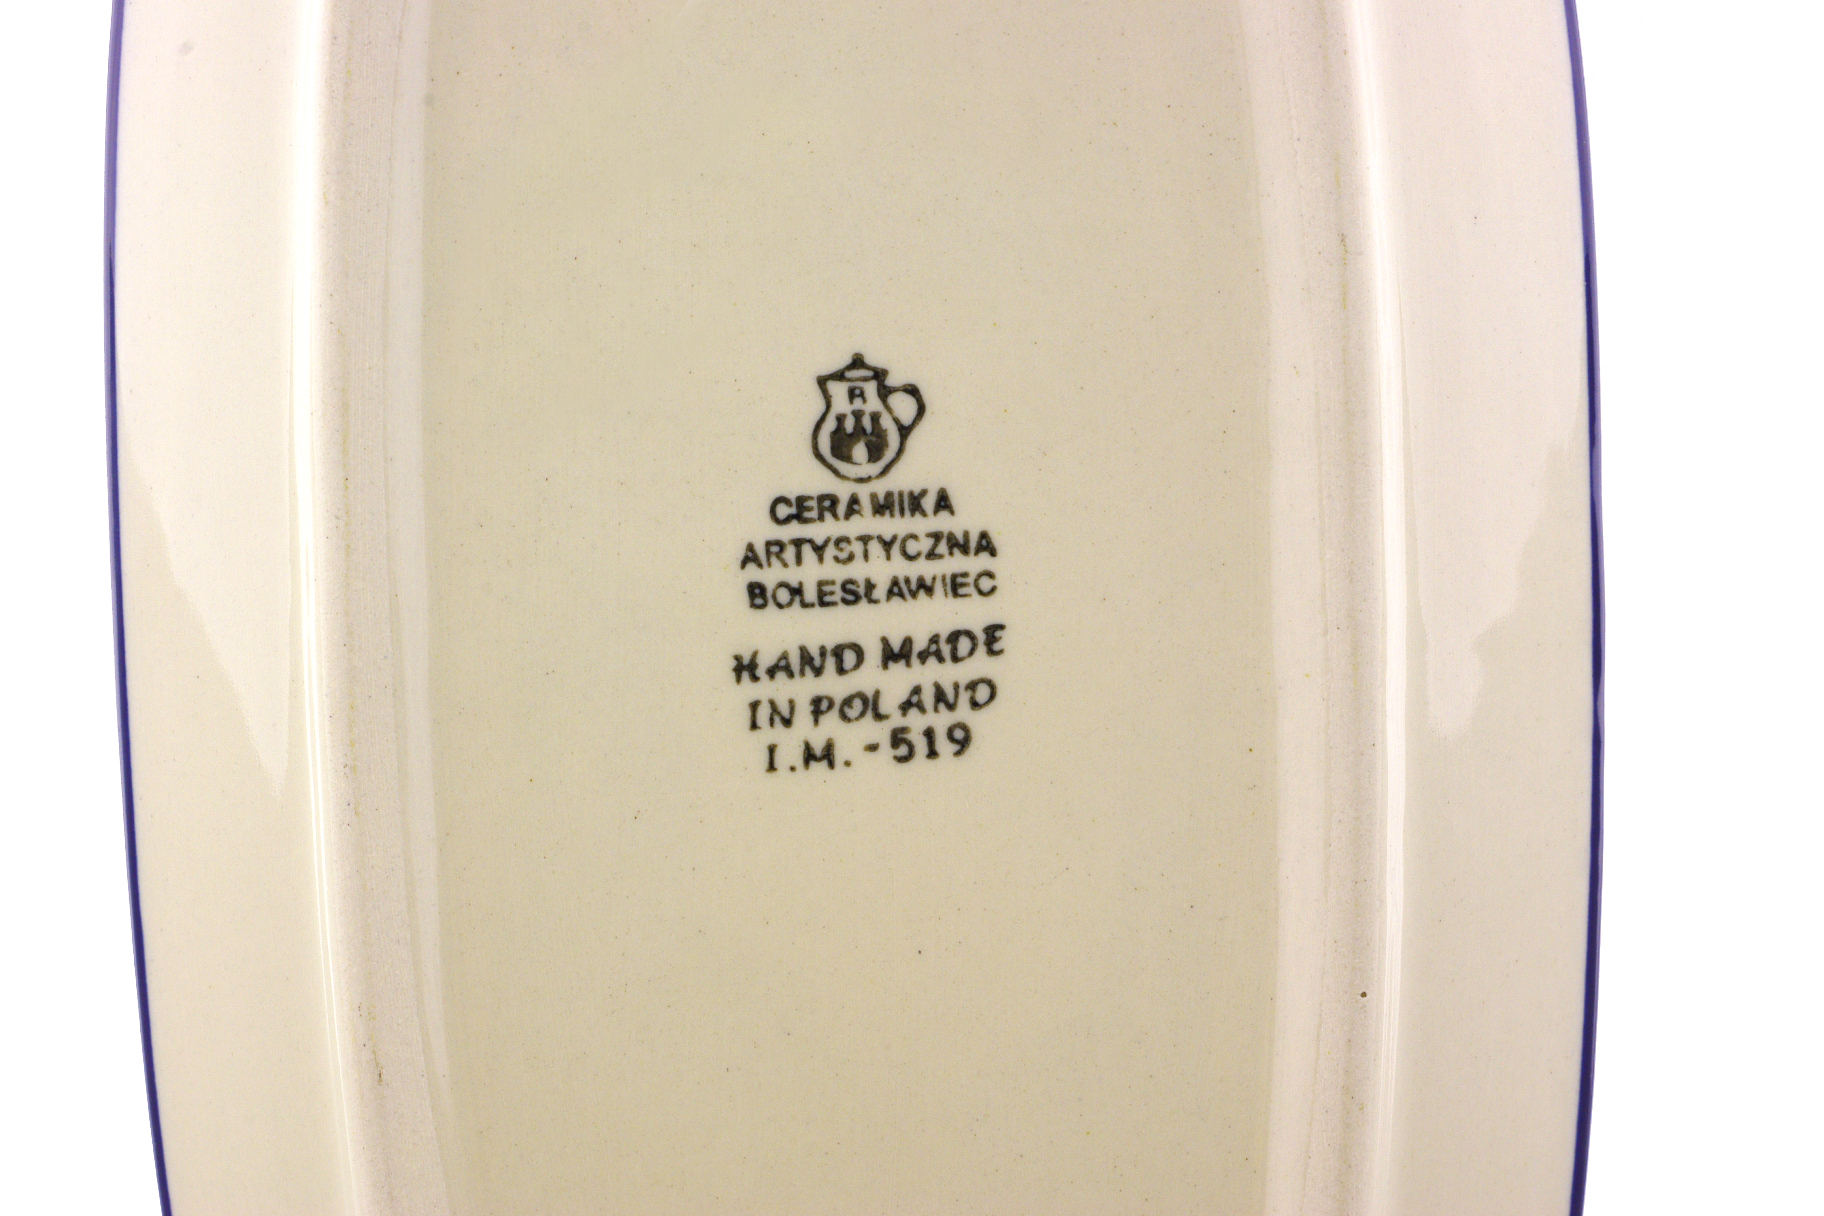 R
CERAMIKA
ARTYSTYCZNA
BOLESŁAWIEC
HAND MADE
IN POLAND
I.M.-519